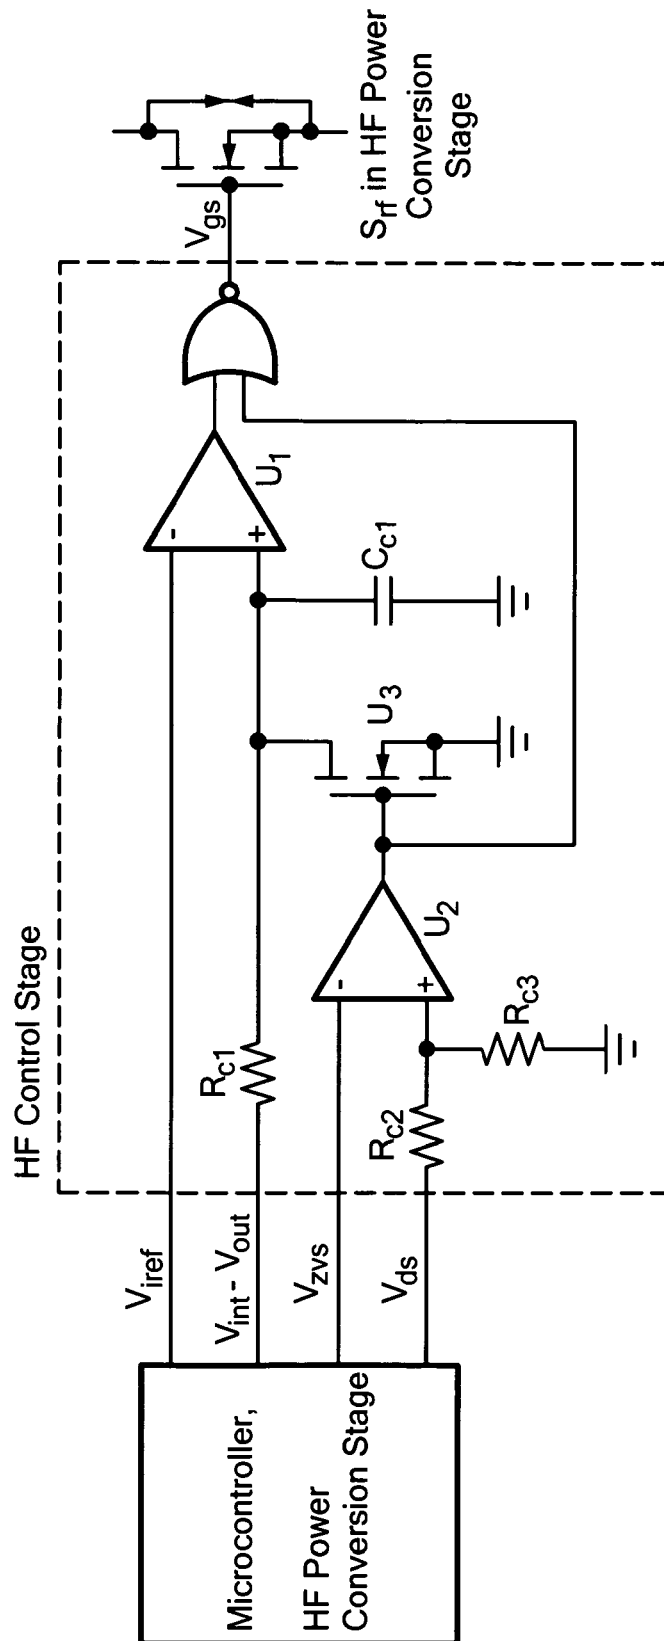 HF Control Stage
Microcontroller,
HF Power
Conversion Stage
V_iref
V_int - V_out
V_zvs
V_ds
R_c1
R_c2
R_c3
-
+
U_1
-
+
U_2
U_3
C_c1
V_gs
S_rf in HF Power
Conversion
Stage